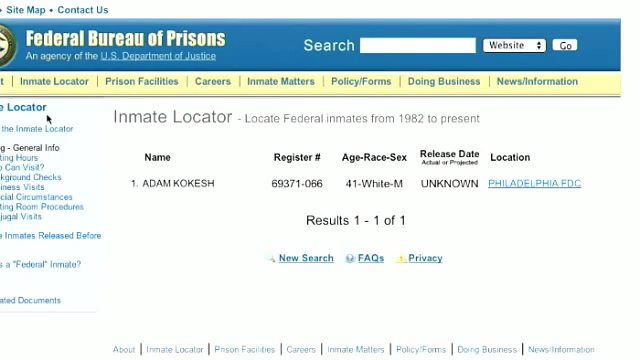 • Site Map • Contact Us
Federal Bureau of Prisons
An agency of the U.S. Department of Justice
Search Website Go
Inmate Locator | Prison Facilities | Careers | Inmate Matters | Policy/Forms | Doing Business | News/Information
Locator
the Inmate Locator
General Info
Hours
Can Visit?
Checks
Visits
Circumstances
Room Procedures
Visits
Inmates Released Before
s a "Federal" Inmate?
Documents
Inmate Locator - Locate Federal inmates from 1982 to present
Name Register # Age-Race-Sex Release Date Location
Actual or Projected
1. ADAM KOKESH 69371-066 41-White-M UNKNOWN PHILADELPHIA FDC
Results 1 - 1 of 1
New Search FAQs Privacy
About | Inmate Locator | Prison Facilities | Careers | Inmate Matters | Policy/Forms | Doing Business | News/Information